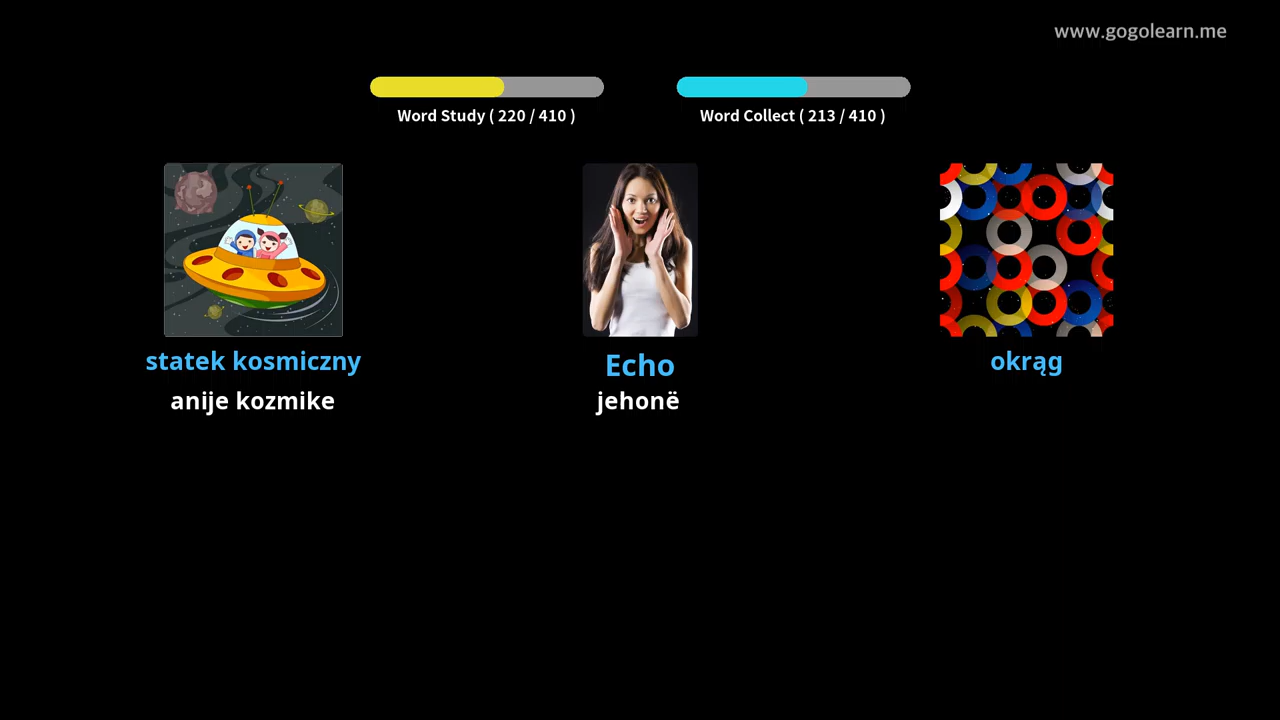 www.gogolearn.me
Word Study ( 220 / 410 )
Word Collect ( 213 / 410 )
statek kosmiczny
anije kozmike
Echo
jehonë
okrąg